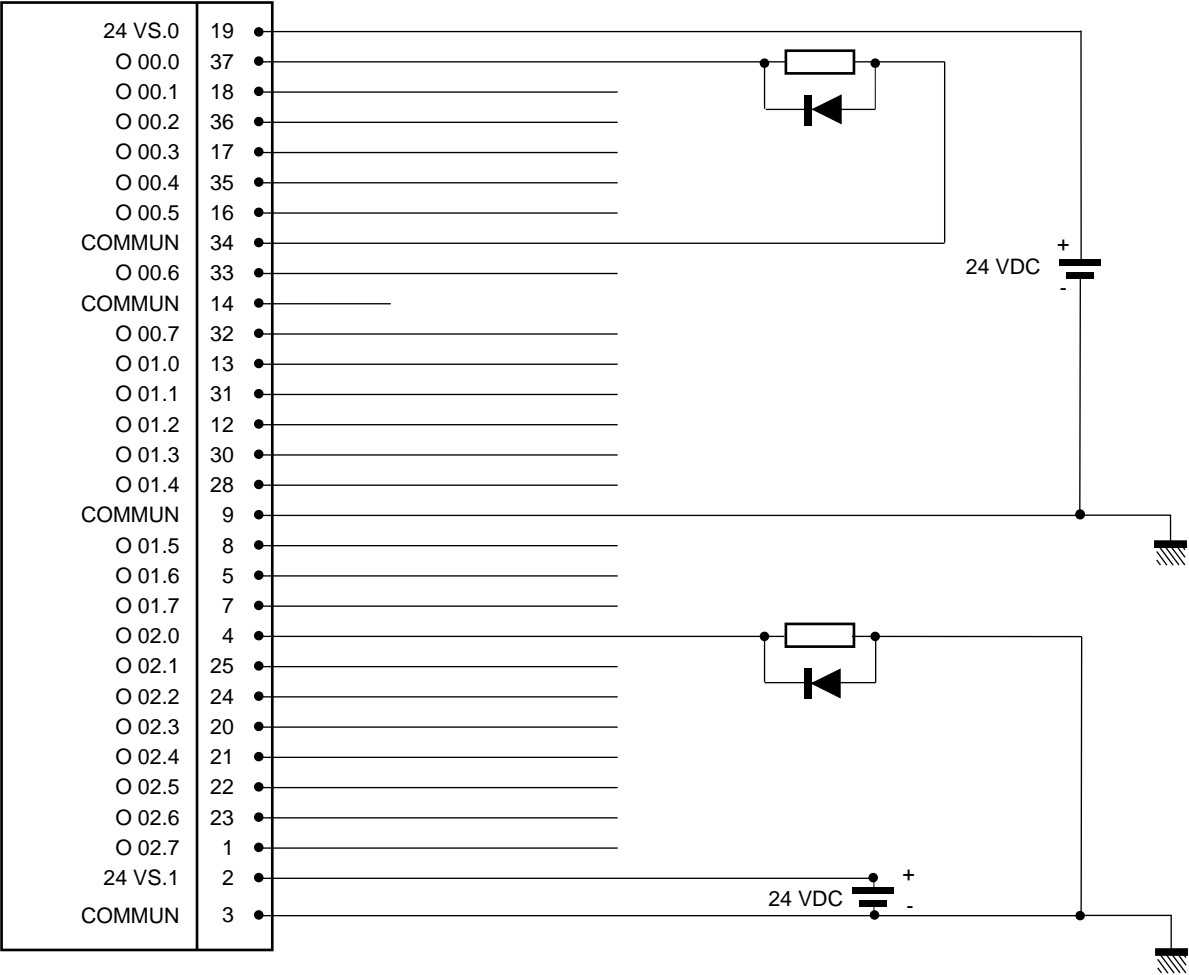 24 VS.0 19
O 00.0 37
O 00.1 18
O 00.2 36
O 00.3 17
O 00.4 35
O 00.5 16
COMMUN 34
+
O 00.6 33
24 VDC
-
COMMUN 14
O 00.7 32
O 01.0 13
O 01.1 31
O 01.2 12
O 01.3 30
O 01.4 28
COMMUN 9
O 01.5 8
O 01.6 5
O 01.7 7
O 02.0 4
O 02.1 25
O 02.2 24
O 02.3 20
O 02.4 21
O 02.5 22
O 02.6 23
O 02.7 1
24 VS.1 2
+
24 VDC
-
COMMUN 3